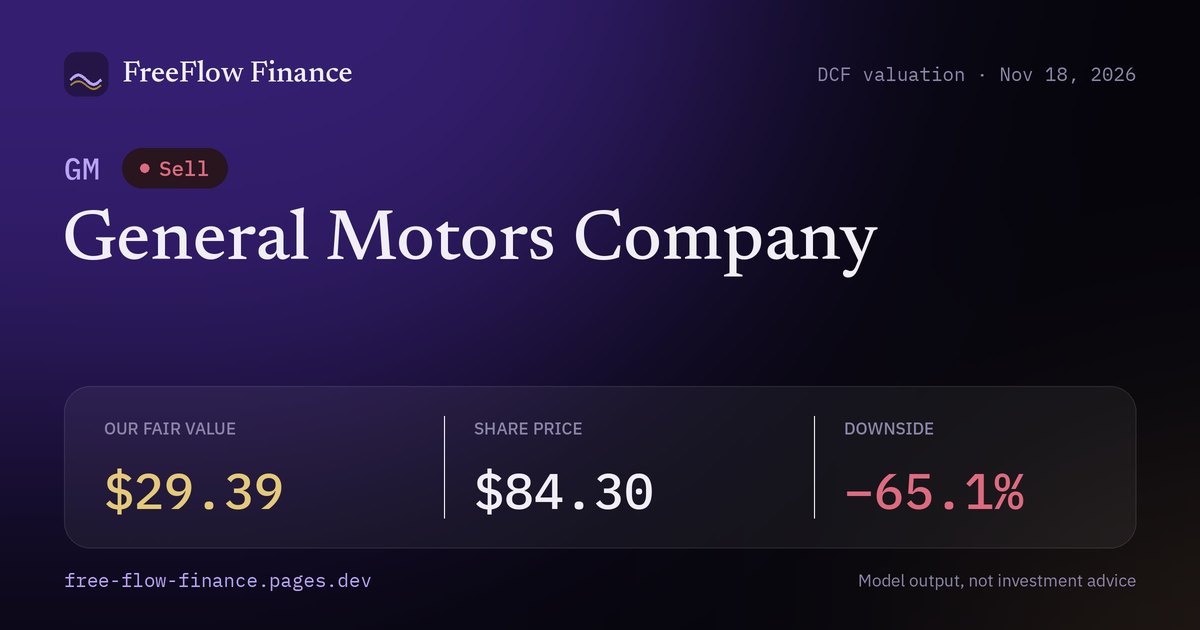 FreeFlow Finance
DCF valuation · Nov 18, 2026
GM
Sell
General Motors Company
OUR FAIR VALUE
$29.39
SHARE PRICE
$84.30
DOWNSIDE
−65.1%
free-flow-finance.pages.dev
Model output, not investment advice